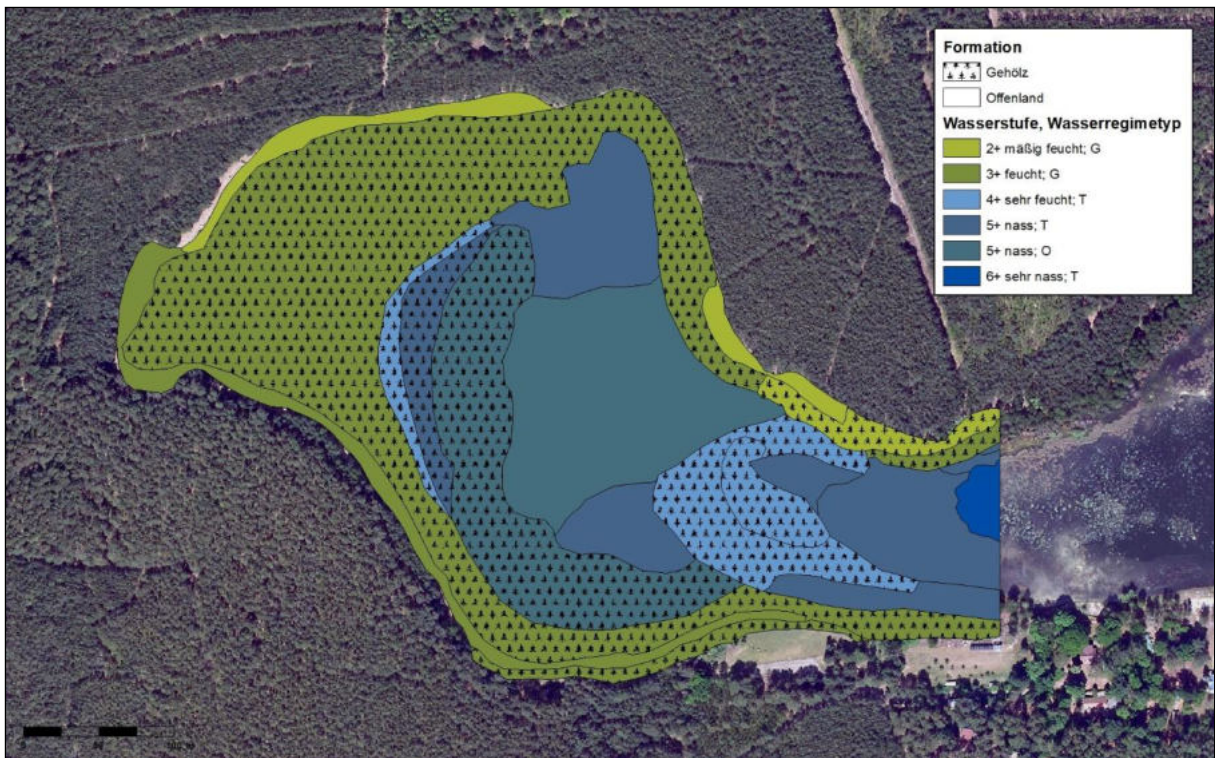 Formation
Gehölz
Offenland
Wasserstufe, Wasserregimetyp
2+ mäßig feucht; G
3+ feucht; G
4+ sehr feucht; T
5+ nass; T
5+ nass; O
6+ sehr nass; T